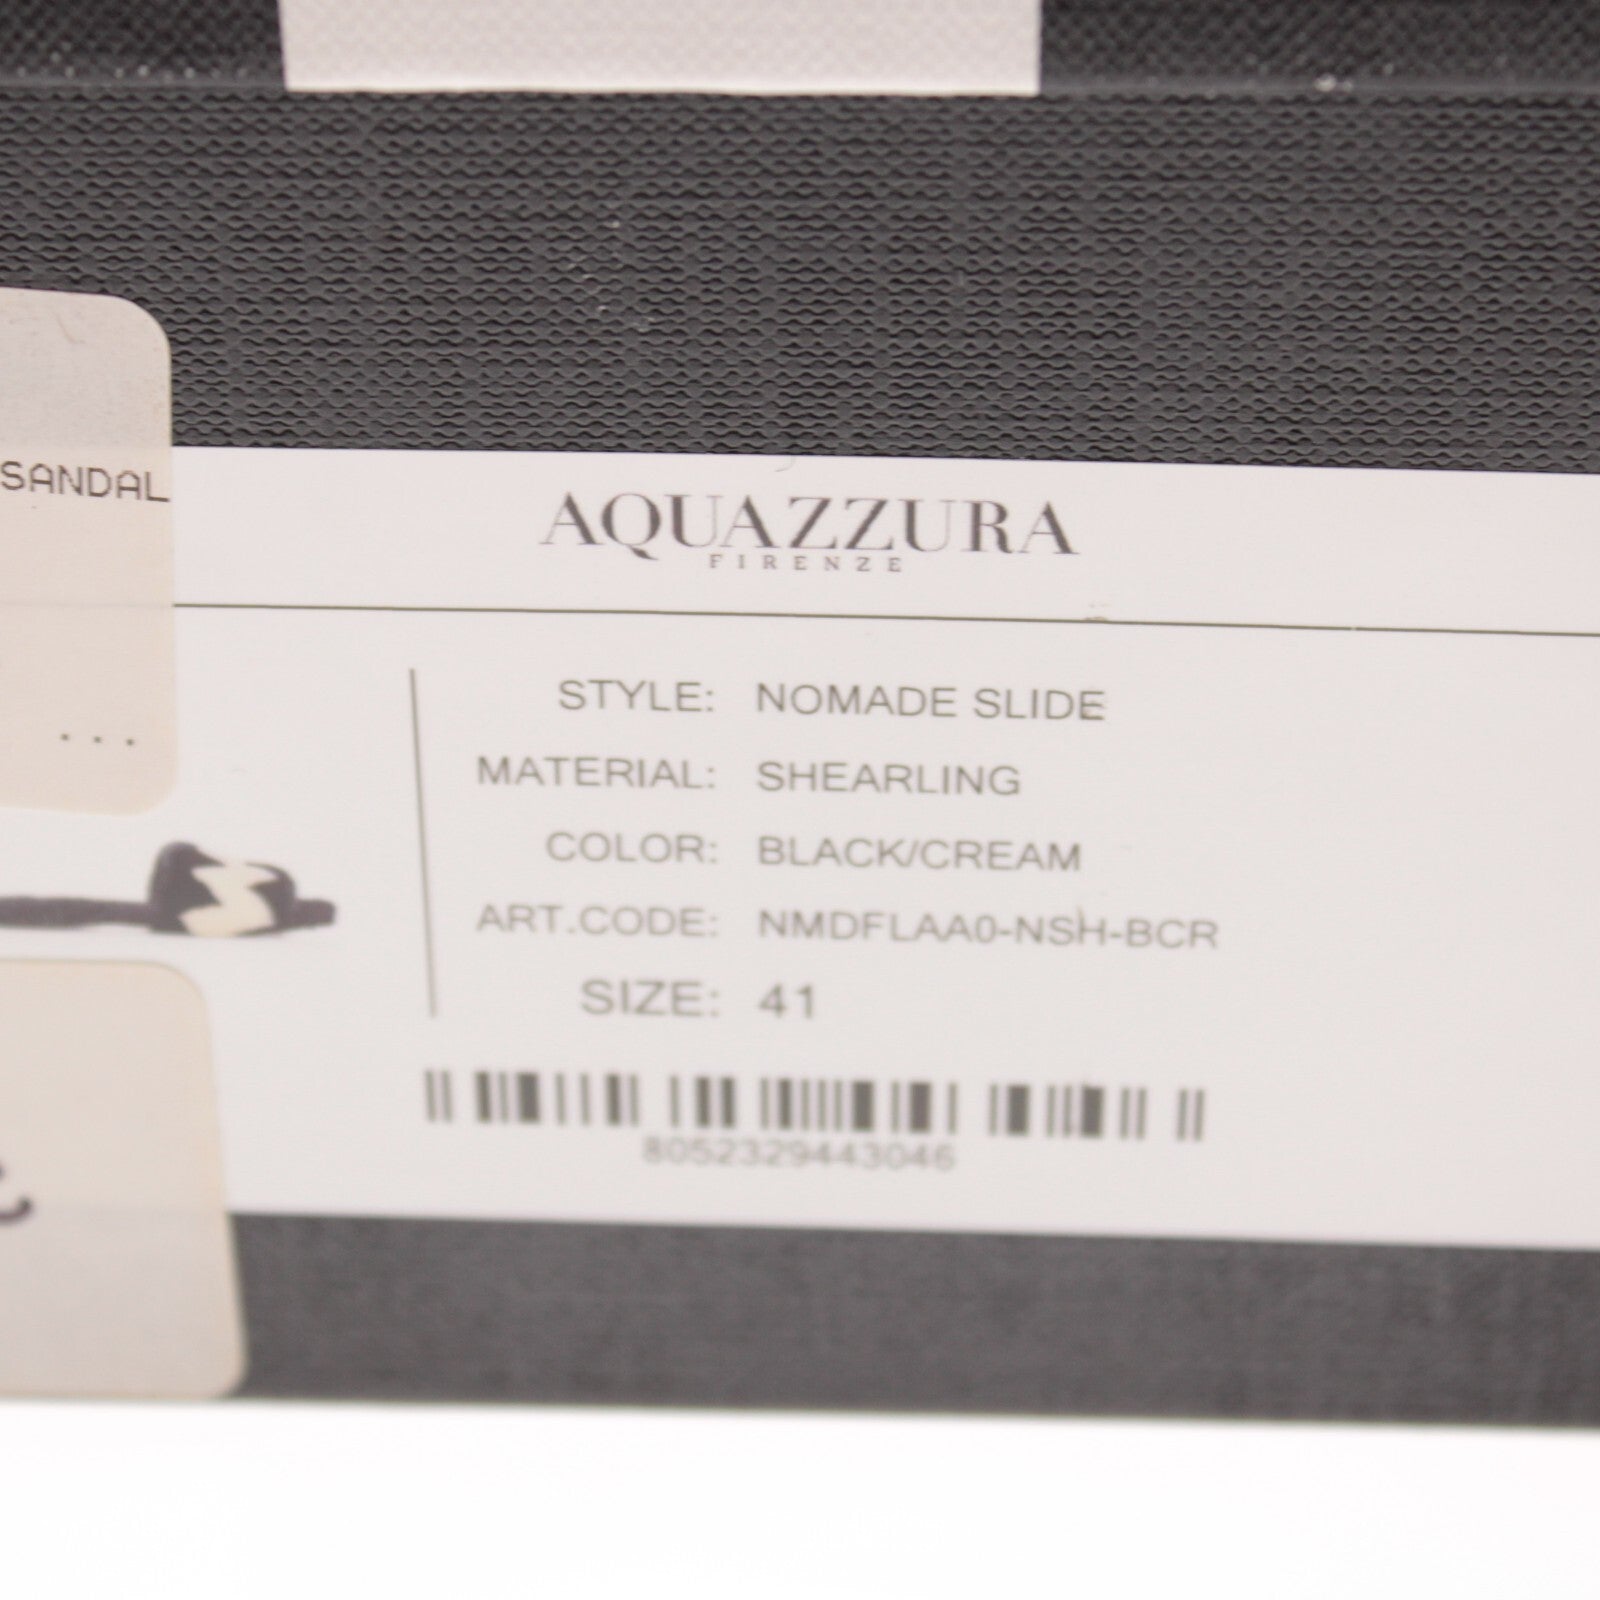 SANDAL
...
AQUAZZURA
FIRENZE
STYLE: NOMADE SLIDE
MATERIAL: SHEARLING
COLOR: BLACK/CREAM
ART.CODE: NMDFLAA0-NSH-BCR
SIZE: 41
8052329443046